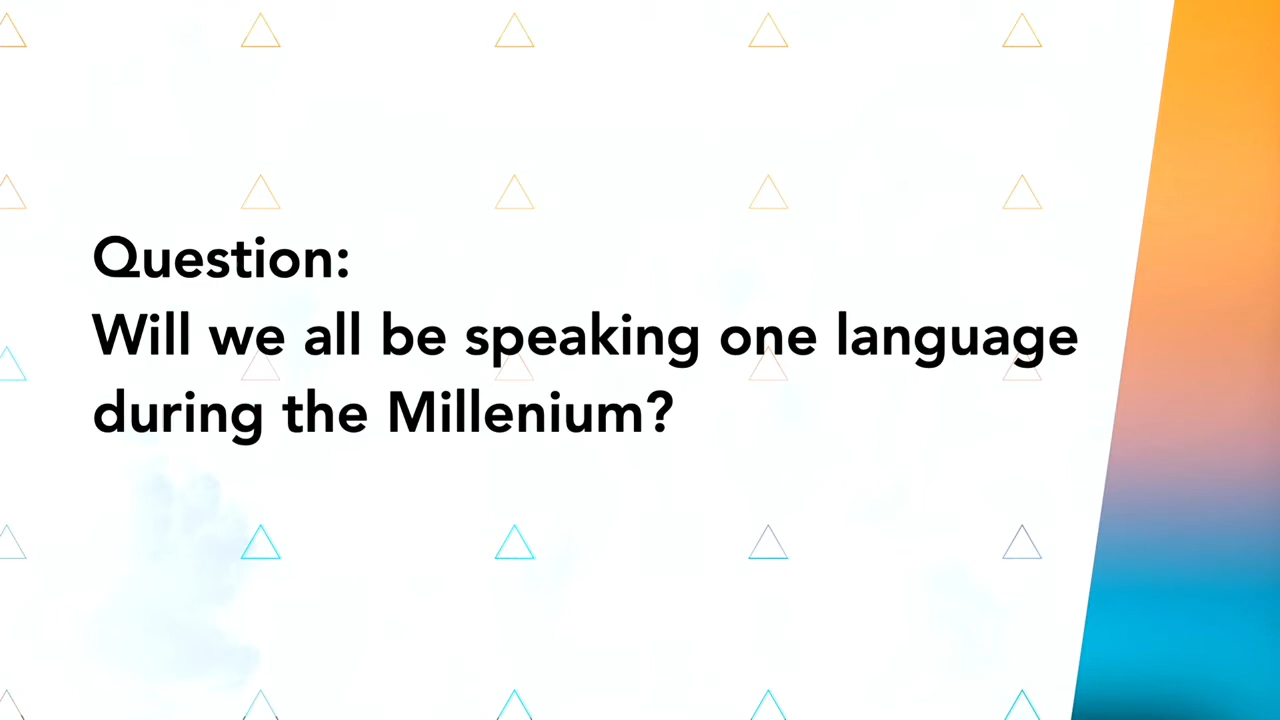 Question:
Will we all be speaking one language
during the Millenium?